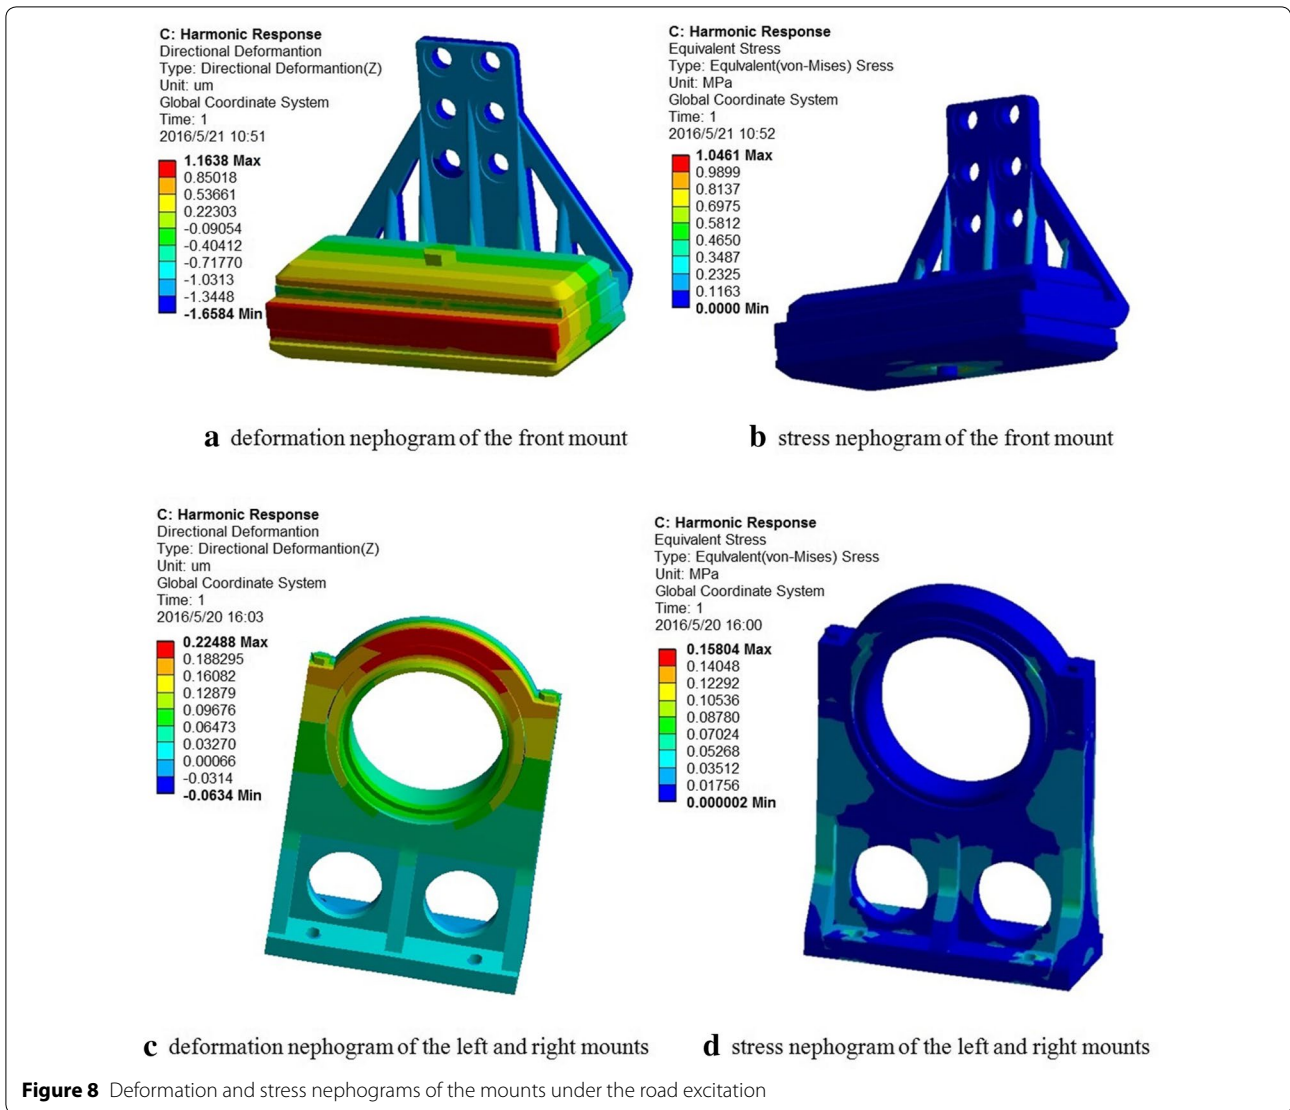 C: Harmonic Response
Directional Deformantion
Type: Directional Deformantion(Z)
Unit: um
Global Coordinate System
Time: 1
2016/5/21 10:51
1.1638 Max
0.85018
0.53661
0.22303
-0.09054
-0.40412
-0.71770
-1.0313
-1.3448
-1.6584 Min
C: Harmonic Response
Equivalent Stress
Type: Equlvalent(von-Mises) Sress
Unit: MPa
Global Coordinate System
Time: 1
2016/5/21 10:52
1.0461 Max
0.9899
0.8137
0.6975
0.5812
0.4650
0.3487
0.2325
0.1163
0.0000 Min
a deformation nephogram of the front mount
b stress nephogram of the front mount
C: Harmonic Response
Directional Deformantion
Type: Directional Deformantion(Z)
Unit: um
Global Coordinate System
Time: 1
2016/5/20 16:03
0.22488 Max
0.188295
0.16082
0.12879
0.09676
0.06473
0.03270
0.00066
-0.0314
-0.0634 Min
C: Harmonic Response
Equivalent Stress
Type: Equlvalent(von-Mises) Sress
Unit: MPa
Global Coordinate System
Time: 1
2016/5/20 16:00
0.15804 Max
0.14048
0.12292
0.10536
0.08780
0.07024
0.05268
0.03512
0.01756
0.000002 Min
c deformation nephogram of the left and right mounts
d stress nephogram of the left and right mounts
Figure 8 Deformation and stress nephograms of the mounts under the road excitation